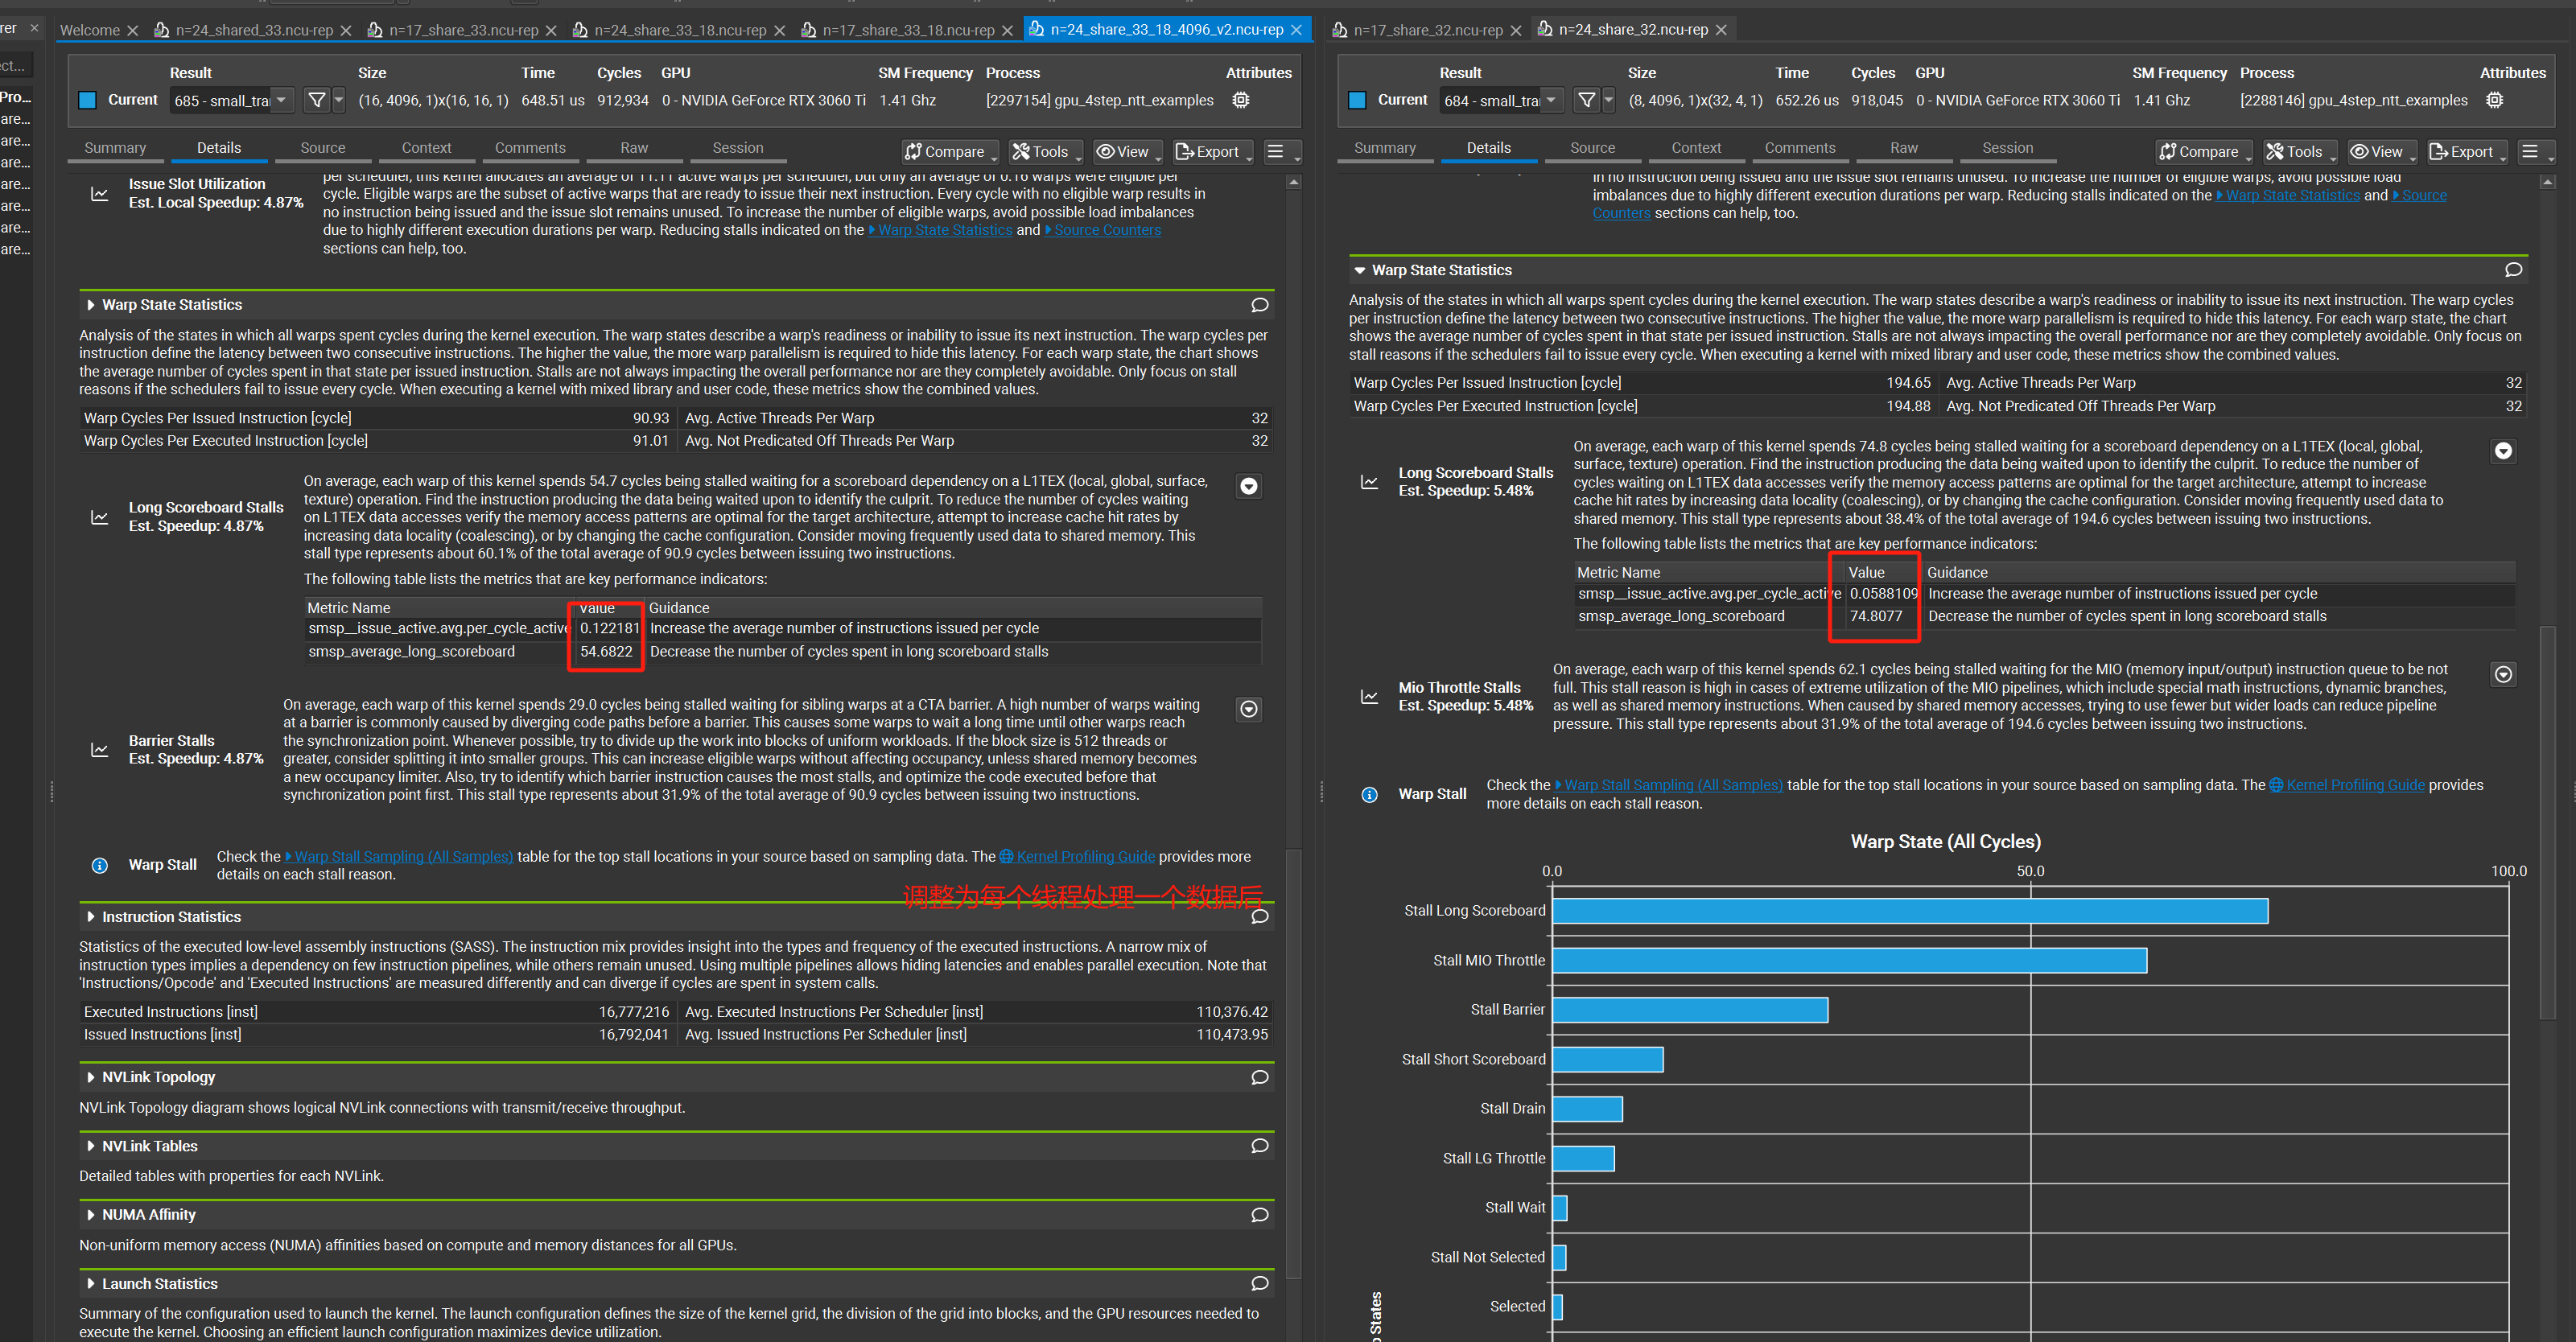 rer ×
Welcome ×
n=24_shared_33.ncu-rep ×
n=17_share_33.ncu-rep ×
n=24_share_33_18.ncu-rep ×
n=17_share_33_18.ncu-rep ×
n=24_share_33_18_4096_v2.ncu-rep ×
ect...
Pro...
are...
are...
are...
are...
are...
are...
are...
Result Size Time Cycles GPU SM Frequency Process Attributes
Current 685 - small_tra (16, 4096, 1)x(16, 16, 1) 648.51 us 912,934 0 - NVIDIA GeForce RTX 3060 Ti 1.41 Ghz [2297154] gpu_4step_ntt_examples
Summary Details Source Context Comments Raw Session Compare Tools View Export
Issue Slot Utilization
Est. Local Speedup: 4.87%
per scheduler, this kernel allocates an average of 11.11 active warps per scheduler, but only an average of 0.16 warps were eligible per
cycle. Eligible warps are the subset of active warps that are ready to issue their next instruction. Every cycle with no eligible warp results in
no instruction being issued and the issue slot remains unused. To increase the number of eligible warps, avoid possible load imbalances
due to highly different execution durations per warp. Reducing stalls indicated on the Warp State Statistics and Source Counters
sections can help, too.
Warp State Statistics
Analysis of the states in which all warps spent cycles during the kernel execution. The warp states describe a warp's readiness or inability to issue its next instruction. The warp cycles per
instruction define the latency between two consecutive instructions. The higher the value, the more warp parallelism is required to hide this latency. For each warp state, the chart shows
the average number of cycles spent in that state per issued instruction. Stalls are not always impacting the overall performance nor are they completely avoidable. Only focus on stall
reasons if the schedulers fail to issue every cycle. When executing a kernel with mixed library and user code, these metrics show the combined values.
Warp Cycles Per Issued Instruction [cycle] 90.93 Avg. Active Threads Per Warp 32
Warp Cycles Per Executed Instruction [cycle] 91.01 Avg. Not Predicated Off Threads Per Warp 32
Long Scoreboard Stalls
Est. Speedup: 4.87%
On average, each warp of this kernel spends 54.7 cycles being stalled waiting for a scoreboard dependency on a L1TEX (local, global, surface,
texture) operation. Find the instruction producing the data being waited upon to identify the culprit. To reduce the number of cycles waiting
on L1TEX data accesses verify the memory access patterns are optimal for the target architecture, attempt to increase cache hit rates by
increasing data locality (coalescing), or by changing the cache configuration. Consider moving frequently used data to shared memory. This
stall type represents about 60.1% of the total average of 90.9 cycles between issuing two instructions.
The following table lists the metrics that are key performance indicators:
Metric Name Value Guidance
smsp__issue_active.avg.per_cycle_active 0.122181 Increase the average number of instructions issued per cycle
smsp_average_long_scoreboard 54.6822 Decrease the number of cycles spent in long scoreboard stalls
Barrier Stalls
Est. Speedup: 4.87%
On average, each warp of this kernel spends 29.0 cycles being stalled waiting for sibling warps at a CTA barrier. A high number of warps waiting
at a barrier is commonly caused by diverging code paths before a barrier. This causes some warps to wait a long time until other warps reach
the synchronization point. Whenever possible, try to divide up the work into blocks of uniform workloads. If the block size is 512 threads or
greater, consider splitting it into smaller groups. This can increase eligible warps without affecting occupancy, unless shared memory becomes
a new occupancy limiter. Also, try to identify which barrier instruction causes the most stalls, and optimize the code executed before that
synchronization point first. This stall type represents about 31.9% of the total average of 90.9 cycles between issuing two instructions.
Warp Stall
Check the Warp Stall Sampling (All Samples) table for the top stall locations in your source based on sampling data. The Kernel Profiling Guide provides more
details on each stall reason.
调整为每个线程处理一个数据后
Instruction Statistics
Statistics of the executed low-level assembly instructions (SASS). The instruction mix provides insight into the types and frequency of the executed instructions. A narrow mix of
instruction types implies a dependency on few instruction pipelines, while others remain unused. Using multiple pipelines allows hiding latencies and enables parallel execution. Note that
'Instructions/Opcode' and 'Executed Instructions' are measured differently and can diverge if cycles are spent in system calls.
Executed Instructions [inst] 16,777,216 Avg. Executed Instructions Per Scheduler [inst] 110,376.42
Issued Instructions [inst] 16,792,041 Avg. Issued Instructions Per Scheduler [inst] 110,473.95
NVLink Topology
NVLink Topology diagram shows logical NVLink connections with transmit/receive throughput.
NVLink Tables
Detailed tables with properties for each NVLink.
NUMA Affinity
Non-uniform memory access (NUMA) affinities based on compute and memory distances for all GPUs.
Launch Statistics
Summary of the configuration used to launch the kernel. The launch configuration defines the size of the kernel grid, the division of the grid into blocks, and the GPU resources needed to
execute the kernel. Choosing an efficient launch configuration maximizes device utilization.
n=17_share_32.ncu-rep ×
n=24_share_32.ncu-rep ×
Result Size Time Cycles GPU SM Frequency Process Attributes
Current 684 - small_tra (8, 4096, 1)x(32, 4, 1) 652.26 us 918,045 0 - NVIDIA GeForce RTX 3060 Ti 1.41 Ghz [2288146] gpu_4step_ntt_examples
Summary Details Source Context Comments Raw Session Compare Tools View Export
in no instruction being issued and the issue slot remains unused. To increase the number of eligible warps, avoid possible load
imbalances due to highly different execution durations per warp. Reducing stalls indicated on the Warp State Statistics and Source
Counters sections can help, too.
Warp State Statistics
Analysis of the states in which all warps spent cycles during the kernel execution. The warp states describe a warp's readiness or inability to issue its next instruction. The warp cycles
per instruction define the latency between two consecutive instructions. The higher the value, the more warp parallelism is required to hide this latency. For each warp state, the chart
shows the average number of cycles spent in that state per issued instruction. Stalls are not always impacting the overall performance nor are they completely avoidable. Only focus on
stall reasons if the schedulers fail to issue every cycle. When executing a kernel with mixed library and user code, these metrics show the combined values.
Warp Cycles Per Issued Instruction [cycle] 194.65 Avg. Active Threads Per Warp 32
Warp Cycles Per Executed Instruction [cycle] 194.88 Avg. Not Predicated Off Threads Per Warp 32
Long Scoreboard Stalls
Est. Speedup: 5.48%
On average, each warp of this kernel spends 74.8 cycles being stalled waiting for a scoreboard dependency on a L1TEX (local, global,
surface, texture) operation. Find the instruction producing the data being waited upon to identify the culprit. To reduce the number of
cycles waiting on L1TEX data accesses verify the memory access patterns are optimal for the target architecture, attempt to increase
cache hit rates by increasing data locality (coalescing), or by changing the cache configuration. Consider moving frequently used data to
shared memory. This stall type represents about 38.4% of the total average of 194.6 cycles between issuing two instructions.
The following table lists the metrics that are key performance indicators:
Metric Name Value Guidance
smsp__issue_active.avg.per_cycle_active 0.0588109 Increase the average number of instructions issued per cycle
smsp_average_long_scoreboard 74.8077 Decrease the number of cycles spent in long scoreboard stalls
Mio Throttle Stalls
Est. Speedup: 5.48%
On average, each warp of this kernel spends 62.1 cycles being stalled waiting for the MIO (memory input/output) instruction queue to be not
full. This stall reason is high in cases of extreme utilization of the MIO pipelines, which include special math instructions, dynamic branches,
as well as shared memory instructions. When caused by shared memory accesses, trying to use fewer but wider loads can reduce pipeline
pressure. This stall type represents about 31.9% of the total average of 194.6 cycles between issuing two instructions.
Warp Stall
Check the Warp Stall Sampling (All Samples) table for the top stall locations in your source based on sampling data. The Kernel Profiling Guide provides
more details on each stall reason.
Warp State (All Cycles)
0.0 50.0 100.0
Stall Long Scoreboard
Stall MIO Throttle
Stall Barrier
Stall Short Scoreboard
Stall Drain
Stall LG Throttle
Stall Wait
Stall Not Selected
Selected
p States